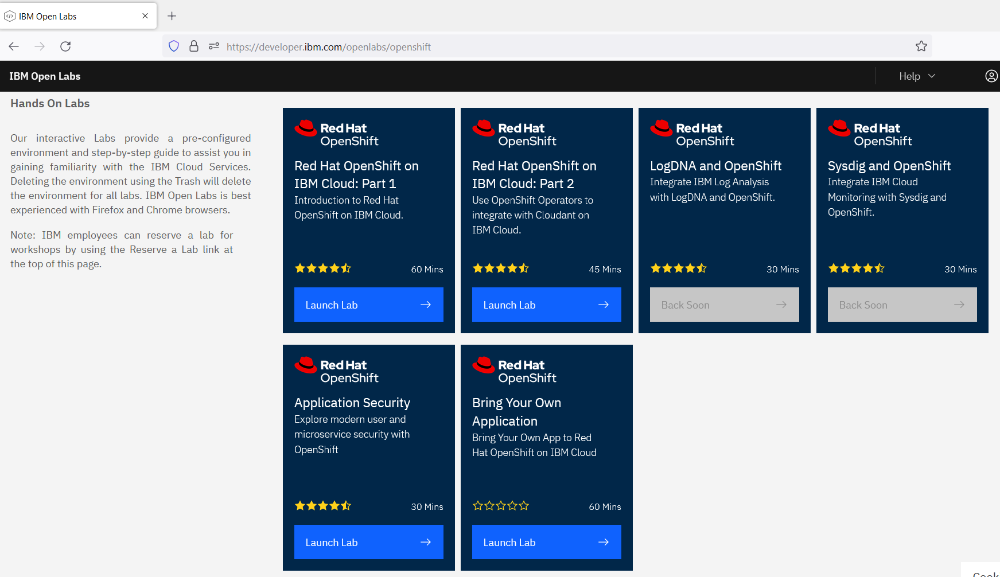 IBM Open Labs
https://developer.ibm.com/openlabs/openshift
IBM Open Labs
Help
Hands On Labs
Our interactive Labs provide a pre-configured
environment and step-by-step guide to assist you in
gaining familiarity with the IBM Cloud Services.
Deleting the environment using the Trash will delete
the environment for all labs. IBM Open Labs is best
experienced with Firefox and Chrome browsers.
Note: IBM employees can reserve a lab for
workshops by using the Reserve a Lab link at
the top of this page.
Red Hat
OpenShift
Red Hat OpenShift on
IBM Cloud: Part 1
Introduction to Red Hat
OpenShift on IBM Cloud.
60 Mins
Launch Lab
Red Hat
OpenShift
Red Hat OpenShift on
IBM Cloud: Part 2
Use OpenShift Operators to
integrate with Cloudant on
IBM Cloud.
45 Mins
Launch Lab
Red Hat
OpenShift
LogDNA and OpenShift
Integrate IBM Log Analysis
with LogDNA and OpenShift.
30 Mins
Back Soon
Red Hat
OpenShift
Sysdig and OpenShift
Integrate IBM Cloud
Monitoring with Sysdig and
OpenShift.
30 Mins
Back Soon
Red Hat
OpenShift
Application Security
Explore modern user and
microservice security with
OpenShift
30 Mins
Launch Lab
Red Hat
OpenShift
Bring Your Own
Application
Bring Your Own App to Red
Hat OpenShift on IBM Cloud
60 Mins
Launch Lab